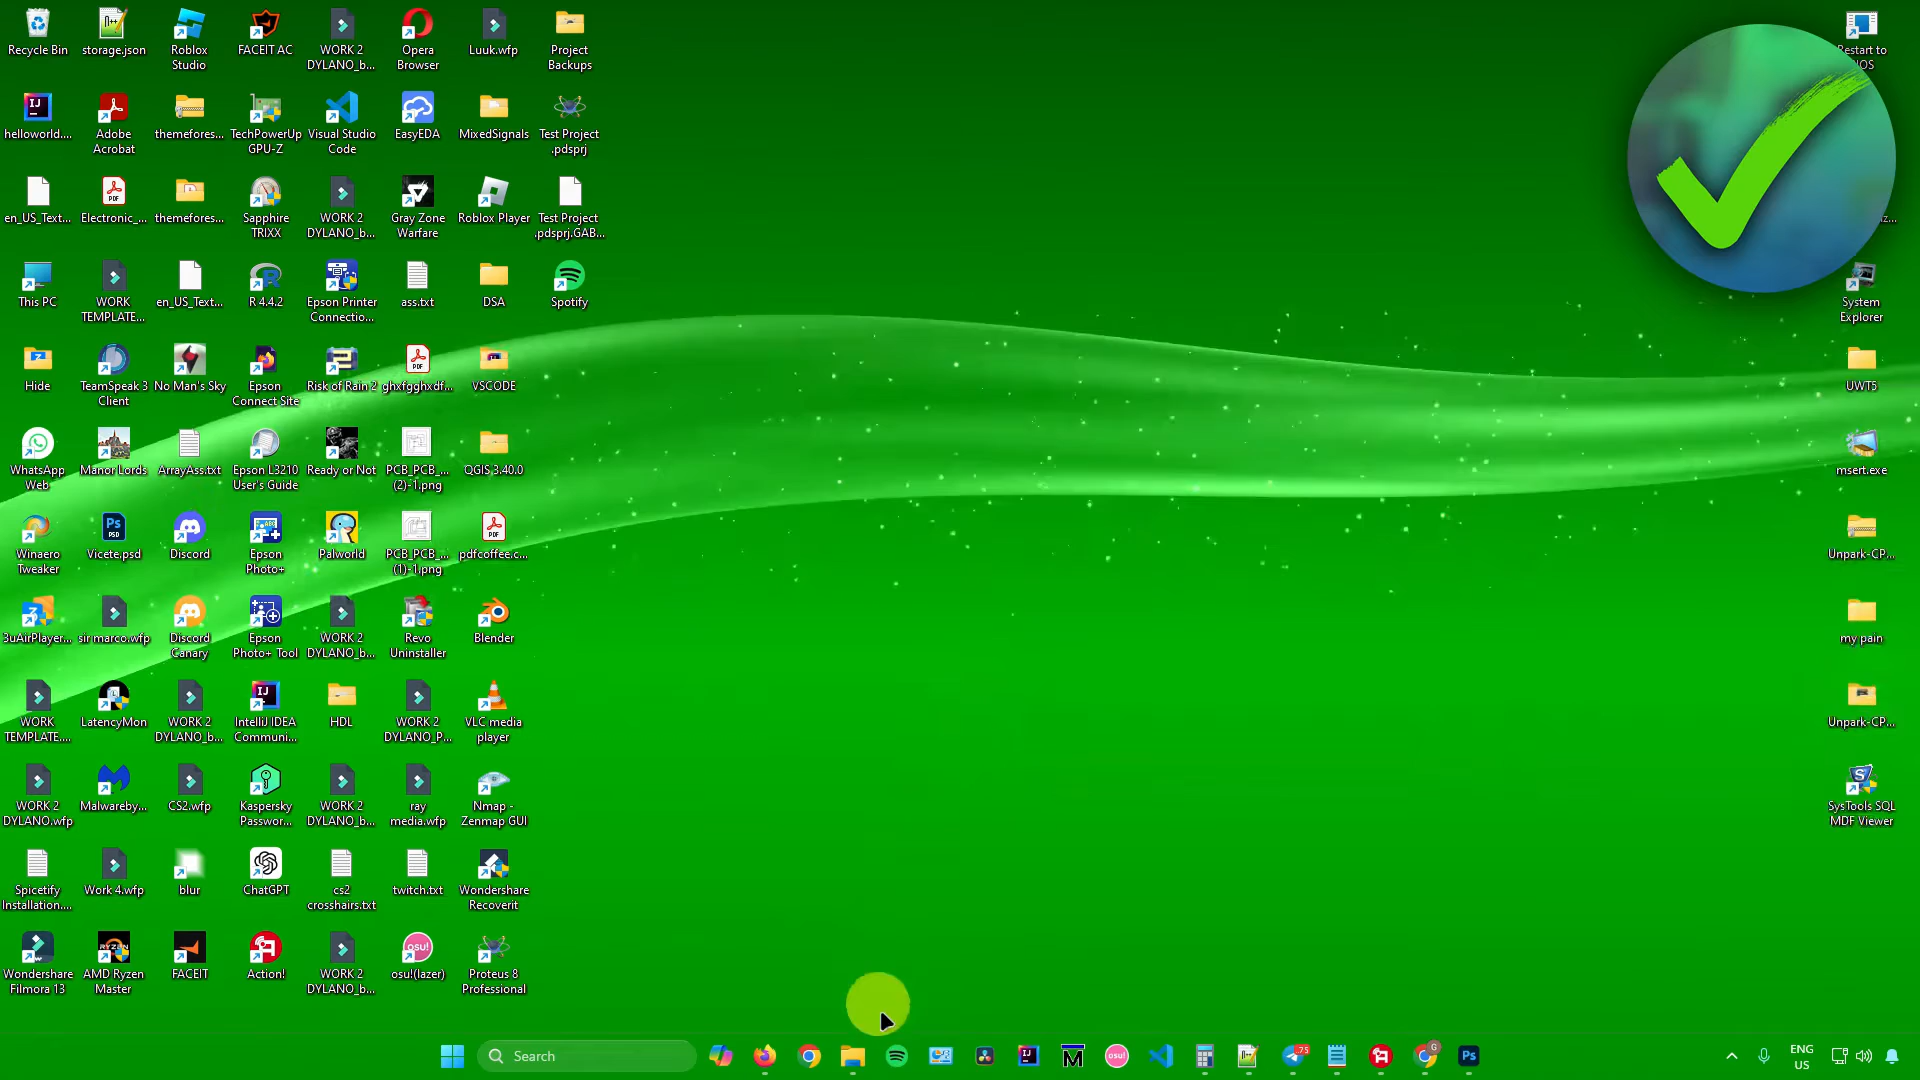 Recycle Bin
storage.json
Roblox
Studio
FACEIT AC
WORK 2
DYLANO_b...
Opera
Browser
Luuk.wfp
Project
Backups
Restart to
helloworld....
Adobe
Acrobat
themefores...
TechPowerUp
GPU-Z
Visual Studio
Code
EasyEDA
MixedSignals
Test Project
.pdsprj
en_US_Text...
Electronic_...
themefores...
Sapphire
TRIXX
WORK 2
DYLANO_b...
Gray Zone
Warfare
Roblox Player
Test Project
.pdsprj.GAB...
This PC
WORK
TEMPLATE...
en_US_Text...
R 4.4.2
Epson Printer
Connectio...
ass.txt
DSA
Spotify
System
Explorer
Hide
TeamSpeak 3
Client
No Man's Sky
Epson
Connect Site
Risk of Rain 2
ghxfgghxdf...
VSCODE
UWT5
WhatsApp
Web
Manor Lords
ArrayAss.txt
Epson L3210
User's Guide
Ready or Not
PCB_PCB_...
(2)-1.png
QGIS 3.40.0
msert.exe
Winaero
Tweaker
Vicete.psd
Discord
Epson
Photo+
Palworld
PCB_PCB_...
(1)-1.png
pdfcoffee.c...
Unpark-CP...
3uAirPlayer...
sir marco.wfp
Discord
Canary
Epson
Photo+ Tool
WORK 2
DYLANO_b...
Revo
Uninstaller
Blender
my pain
WORK
TEMPLATE....
LatencyMon
WORK 2
DYLANO_b...
IntelliJ IDEA
Communi...
HDL
WORK 2
DYLANO_P...
VLC media
player
Unpark-CP...
WORK 2
DYLANO.wfp
Malwareby...
CS2.wfp
Kaspersky
Passwor...
WORK 2
DYLANO_b...
ray
media.wfp
Nmap -
Zenmap GUI
SysTools SQL
MDF Viewer
Spicetify
Installation....
Work 4.wfp
blur
ChatGPT
cs2
crosshairs.txt
twitch.txt
Wondershare
Recoverit
Wondershare
Filmora 13
AMD Ryzen
Master
FACEIT
Action!
WORK 2
DYLANO_b...
osu!(lazer)
Proteus 8
Professional
Search
ENG
US